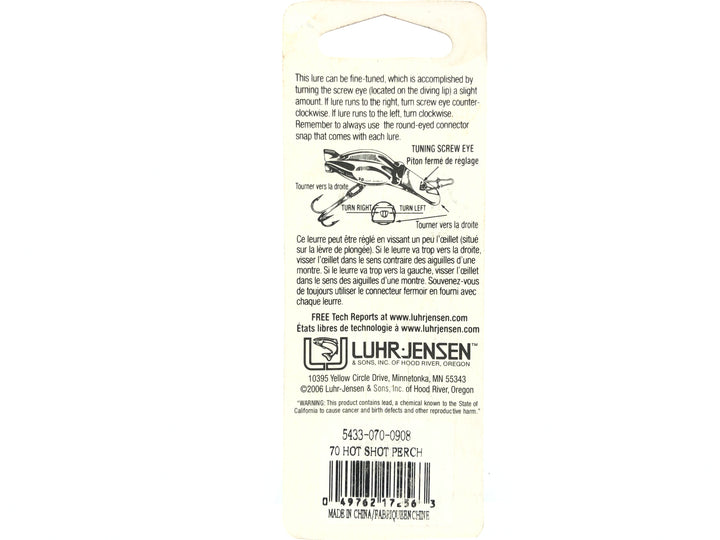 This lure can be fine-tuned, which is accomplished by
turning the screw eye (located on the diving lip) a slight
amount. If lure runs to the right, turn screw eye counter-
clockwise. If lure runs to the left, turn clockwise.
Remember to always use the round-eyed connector
snap that comes with each lure.
TUNING SCREW EYE
Piton fermé de réglage
Tourner vers la droite
TURN RIGHT
TURN LEFT
Tourner vers la droite
Ce leurre peut être réglé en vissant un peu l'œillet (situé
sur la lèvre de plongée). Si le leurre va trop vers la droite,
visser l'œillet dans le sens contraire des aiguilles d'une
montre. Si le leurre va trop vers la gauche, visser l'œillet
dans le sens des aiguilles d'une montre. Souvenez-vous
de toujours utiliser le connecteur fermoir en fourni avec
chaque leurre.
FREE Tech Reports at www.luhrjensen.com
États libres de technologie à www.luhrjensen.com
LJ LUHR-JENSEN™
& SONS, INC. OF HOOD RIVER, OREGON
10395 Yellow Circle Drive, Minnetonka, MN 55343
©2006 Luhr-Jensen & Sons, Inc. of Hood River, Oregon
"WARNING: This product contains lead, a chemical known to the State of
California to cause cancer and birth defects and other reproductive harm."
5433-070-0908
70 HOT SHOT PERCH
0 49762 17256 3
MADE IN CHINA/FABRIQUE EN CHINE